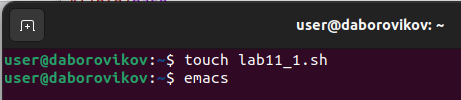 user@daborovikov: ~
user@daborovikov:~$ touch lab11_1.sh
user@daborovikov:~$ emacs